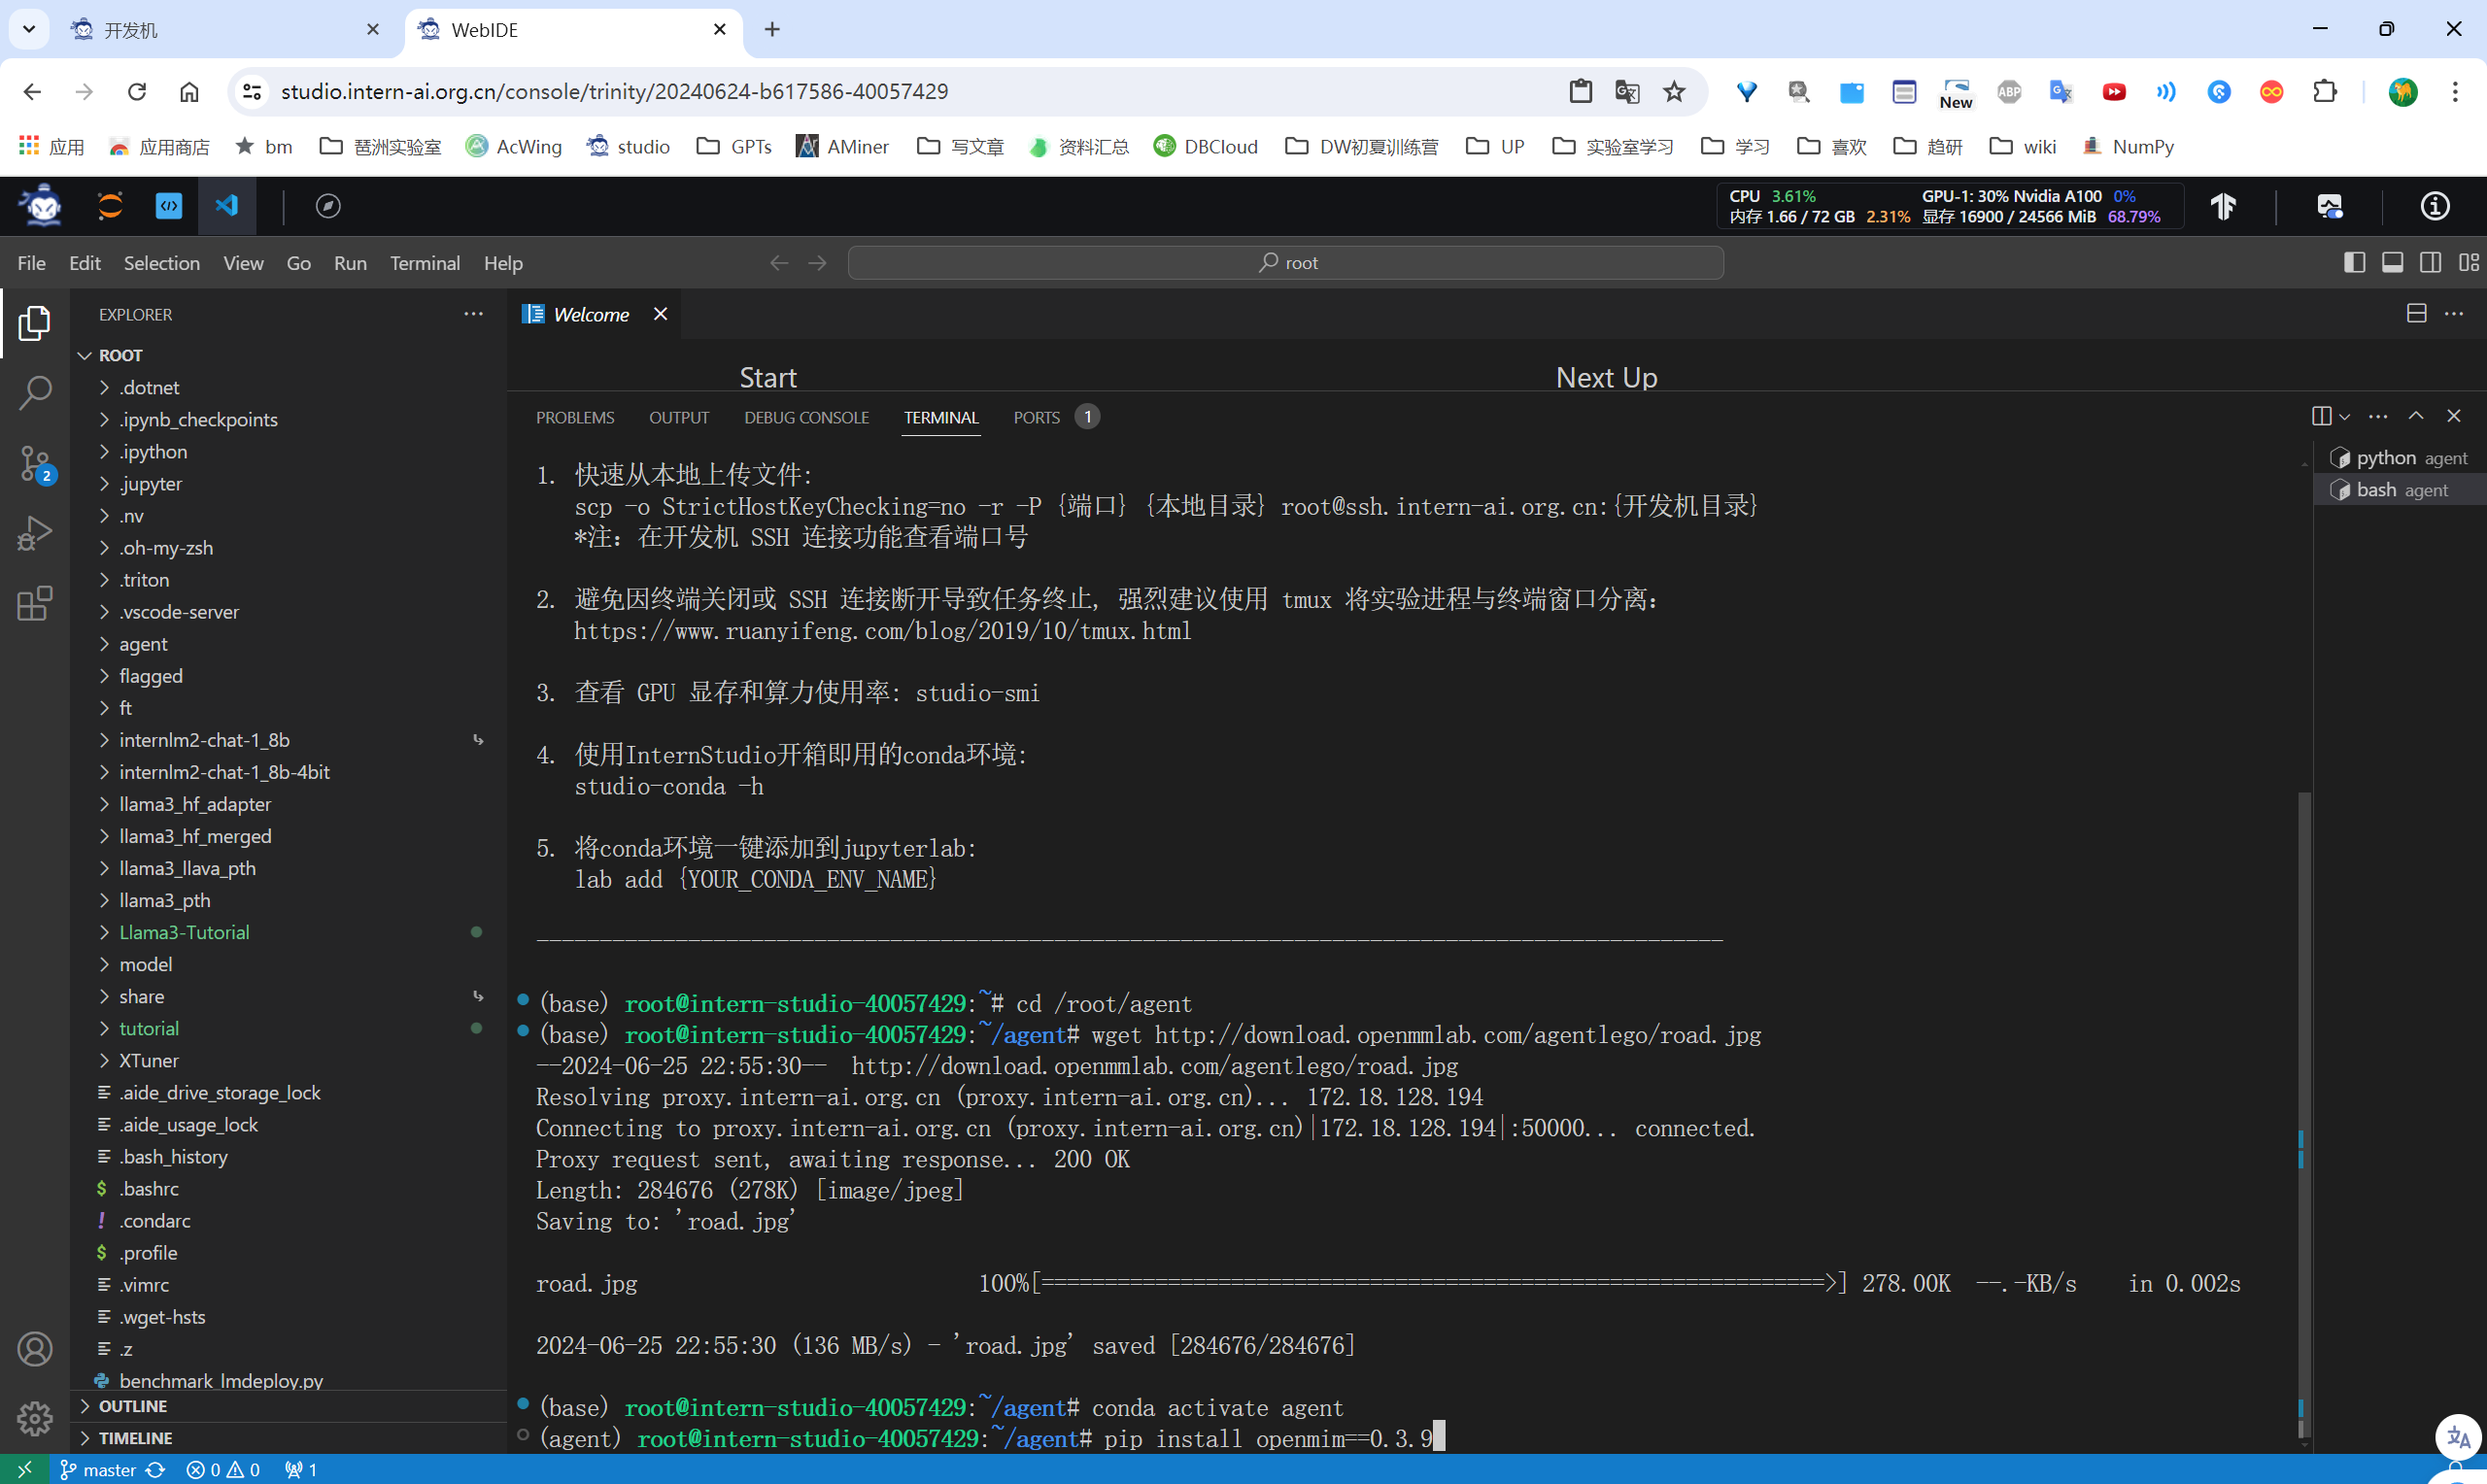 开发机
WebIDE
studio.intern-ai.org.cn/console/trinity/20240624-b617586-40057429
New
ABP
应用
应用商店
bm
琶洲实验室
AcWing
studio
GPTs
AMiner
写文章
资料汇总
DBCloud
DW初夏训练营
UP
实验室学习
学习
喜欢
趋研
wiki
NumPy
CPU 3.61% GPU-1: 30% Nvidia A100 0%
内存 1.66 / 72 GB 2.31% 显存 16900 / 24566 MiB 68.79%
File Edit Selection View Go Run Terminal Help
root
EXPLORER
Welcome
ROOT
.dotnet
.ipynb_checkpoints
.ipython
.jupyter
.nv
.oh-my-zsh
.triton
.vscode-server
agent
flagged
ft
internlm2-chat-1_8b
internlm2-chat-1_8b-4bit
llama3_hf_adapter
llama3_hf_merged
llama3_llava_pth
llama3_pth
Llama3-Tutorial
model
share
tutorial
XTuner
.aide_drive_storage_lock
.aide_usage_lock
.bash_history
.bashrc
.condarc
.profile
.vimrc
.wget-hsts
.z
benchmark_lmdeploy.py
OUTLINE
TIMELINE
2
Start
Next Up
PROBLEMS OUTPUT DEBUG CONSOLE TERMINAL PORTS 1
python agent
bash agent
1. 快速从本地上传文件:
scp -o StrictHostKeyChecking=no -r -P {端口} {本地目录} root@ssh.intern-ai.org.cn:{开发机目录}
*注：在开发机 SSH 连接功能查看端口号
2. 避免因终端关闭或 SSH 连接断开导致任务终止, 强烈建议使用 tmux 将实验进程与终端窗口分离：
https://www.ruanyifeng.com/blog/2019/10/tmux.html
3. 查看 GPU 显存和算力使用率: studio-smi
4. 使用InternStudio开箱即用的conda环境:
studio-conda -h
5. 将conda环境一键添加到jupyterlab:
lab add {YOUR_CONDA_ENV_NAME}
----------------------------------------------------------------------------------------------
(base) root@intern-studio-40057429:~# cd /root/agent
(base) root@intern-studio-40057429:~/agent# wget http://download.openmmlab.com/agentlego/road.jpg
--2024-06-25 22:55:30--  http://download.openmmlab.com/agentlego/road.jpg
Resolving proxy.intern-ai.org.cn (proxy.intern-ai.org.cn)... 172.18.128.194
Connecting to proxy.intern-ai.org.cn (proxy.intern-ai.org.cn)|172.18.128.194|:50000... connected.
Proxy request sent, awaiting response... 200 OK
Length: 284676 (278K) [image/jpeg]
Saving to: 'road.jpg'
road.jpg 100%[==============================================================>] 278.00K --.-KB/s in 0.002s
2024-06-25 22:55:30 (136 MB/s) - 'road.jpg' saved [284676/284676]
(base) root@intern-studio-40057429:~/agent# conda activate agent
(agent) root@intern-studio-40057429:~/agent# pip install openmim==0.3.9
master
0
0
1